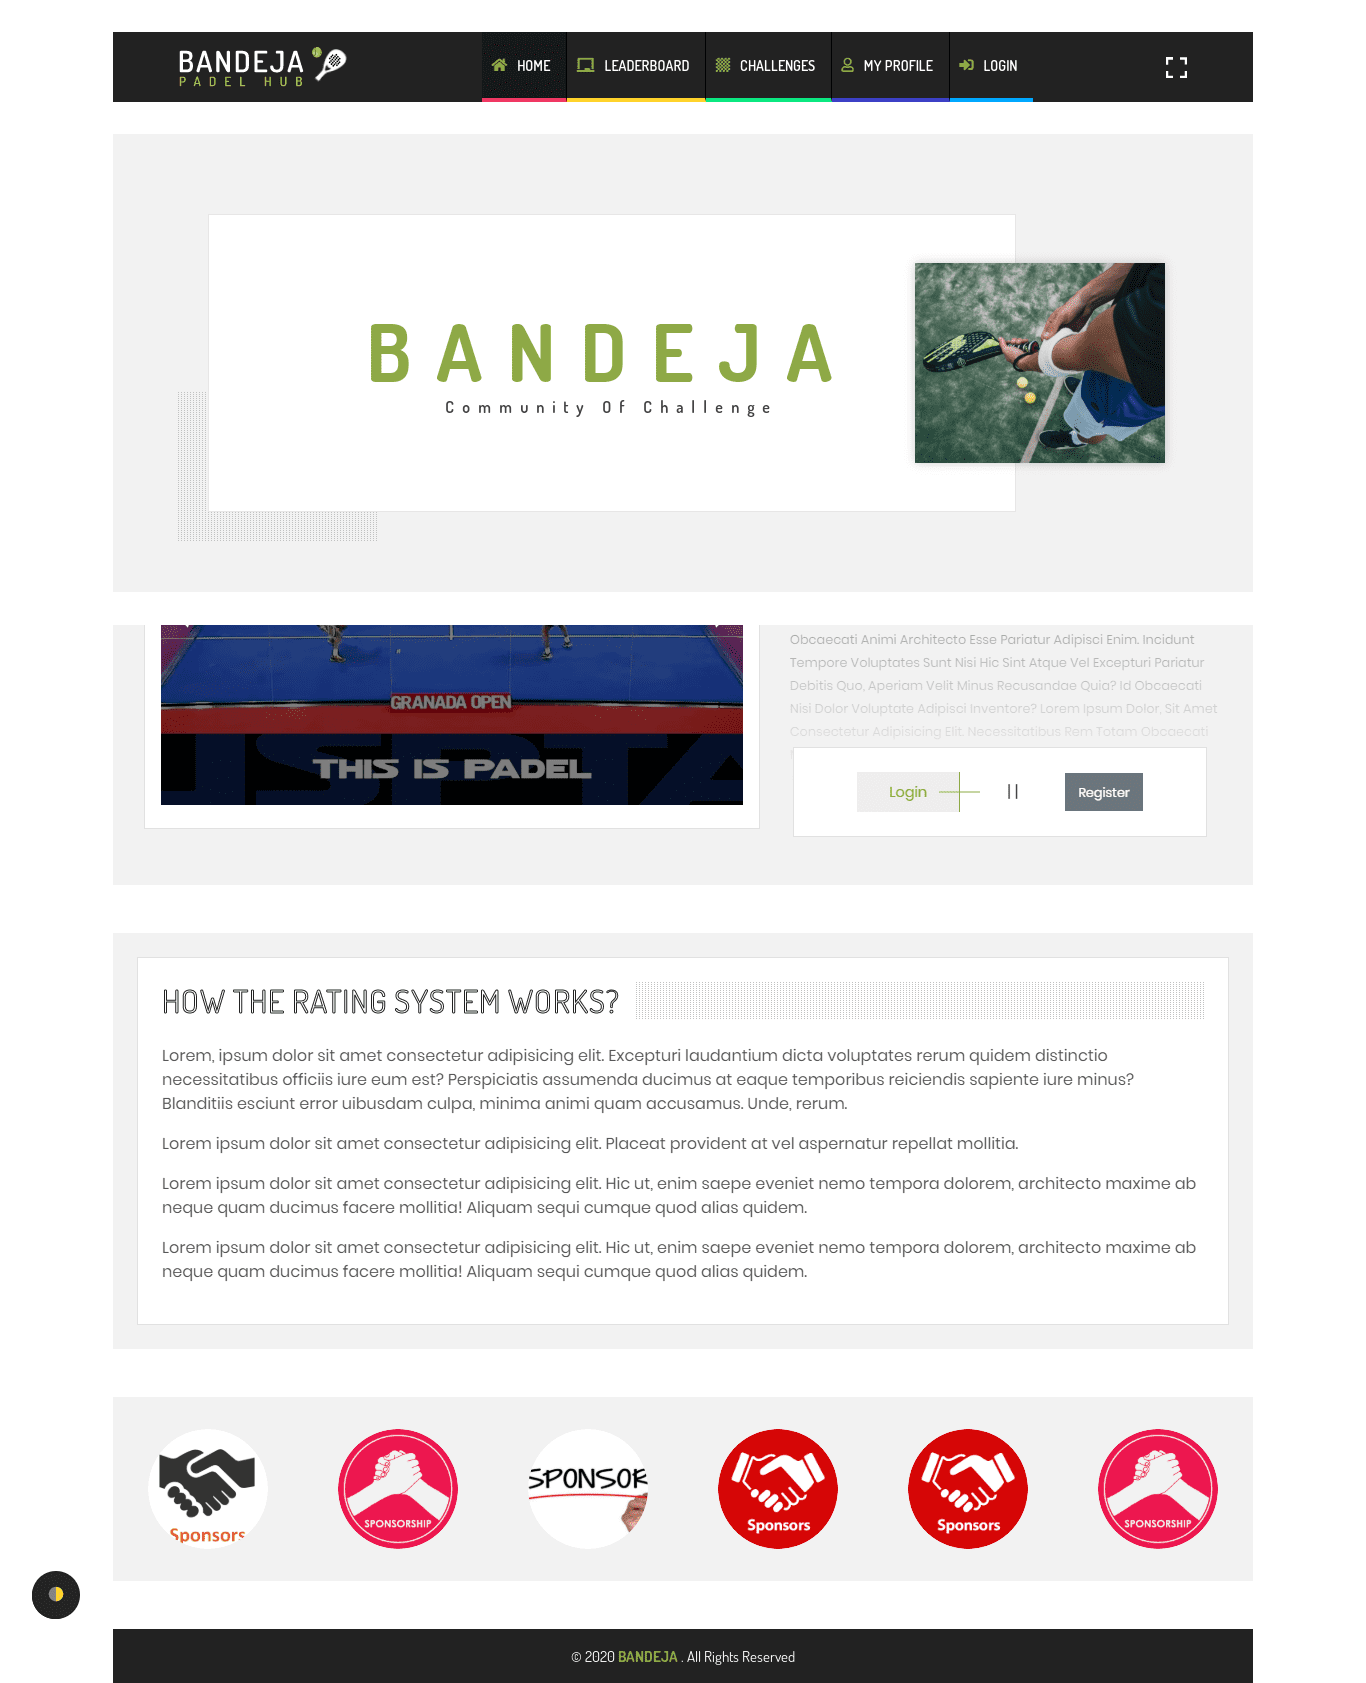 BANDEJA
PADEL HUB
HOME
LEADERBOARD
CHALLENGES
MY PROFILE
LOGIN
BANDEJA
Community Of Challenge
GRANADA OPEN
THIS IS PADEL
Obcaecati Animi Architecto Esse Pariatur Adipisci Enim. Incidunt
Tempore Voluptates Sunt Nisi Hic Sint Atque Vel Excepturi Pariatur
Debitis Quo, Aperiam Velit Minus Recusandae Quia? Id Obcaecati
Nisi Dolor Voluptate Adipisci Inventore? Lorem Ipsum Dolor, Sit Amet
Consectetur Adipisicing Elit. Necessitatibus Rem Totam Obcaecati
Login
||
Register
HOW THE RATING SYSTEM WORKS?
Lorem, ipsum dolor sit amet consectetur adipisicing elit. Excepturi laudantium dicta voluptates rerum quidem distinctio
necessitatibus officiis iure eum est? Perspiciatis assumenda ducimus at eaque temporibus reiciendis sapiente iure minus?
Blanditiis esciunt error uibusdam culpa, minima animi quam accusamus. Unde, rerum.
Lorem ipsum dolor sit amet consectetur adipisicing elit. Placeat provident at vel aspernatur repellat mollitia.
Lorem ipsum dolor sit amet consectetur adipisicing elit. Hic ut, enim saepe eveniet nemo tempora dolorem, architecto maxime ab
neque quam ducimus facere mollitia! Aliquam sequi cumque quod alias quidem.
Lorem ipsum dolor sit amet consectetur adipisicing elit. Hic ut, enim saepe eveniet nemo tempora dolorem, architecto maxime ab
neque quam ducimus facere mollitia! Aliquam sequi cumque quod alias quidem.
Sponsors
SPONSORSHIP
SPONSOR
Sponsors
Sponsors
SPONSORSHIP
© 2020 BANDEJA . All Rights Reserved